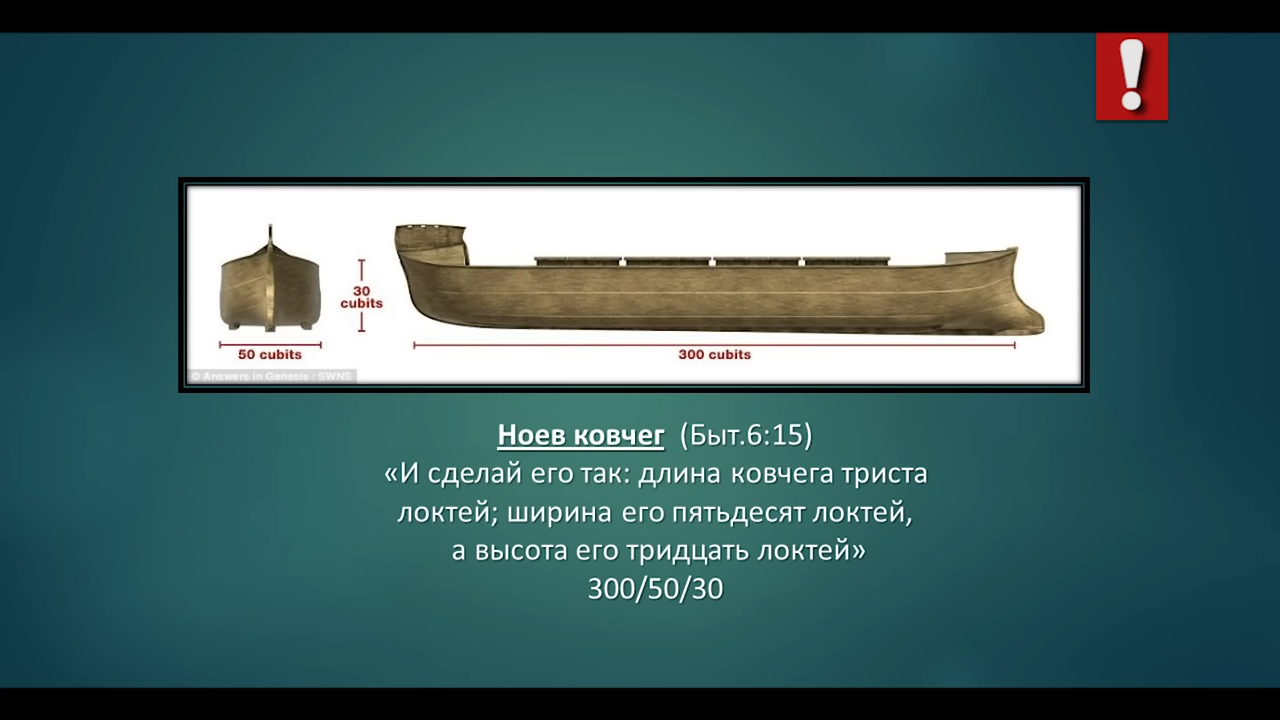 !
30
cubits
50 cubits
300 cubits
© Answers in Genesis / SWNS
Ноев ковчег (Быт.6:15)
«И сделай его так: длина ковчега триста
локтей; ширина его пятьдесят локтей,
а высота его тридцать локтей»
300/50/30